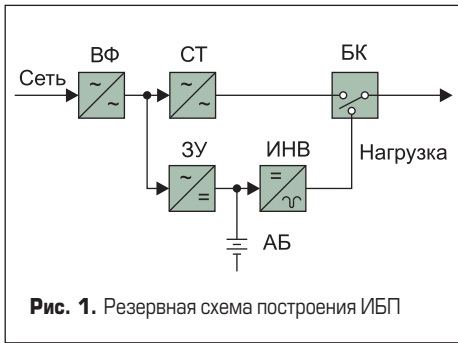 ВФ СТ БК
Сеть
ЗУ ИНВ
Нагрузка
АБ
Рис. 1. Резервная схема построения ИБП